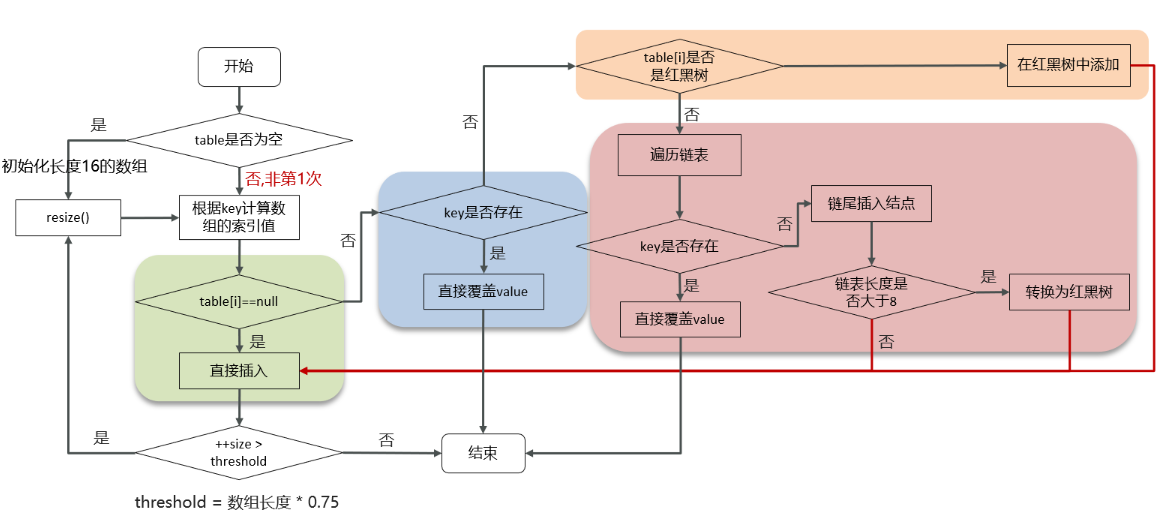 开始
table是否为空
是
初始化长度16的数组
否,非第1次
resize()
根据key计算数
组的索引值
table[i]==null
否
是
直接插入
++size >
threshold
是
否
threshold = 数组长度 * 0.75
key是否存在
否
是
直接覆盖value
结束
table[i]是否
是红黑树
在红黑树中添加
否
遍历链表
key是否存在
否
是
直接覆盖value
链尾插入结点
链表长度是
否大于8
是
转换为红黑树
否